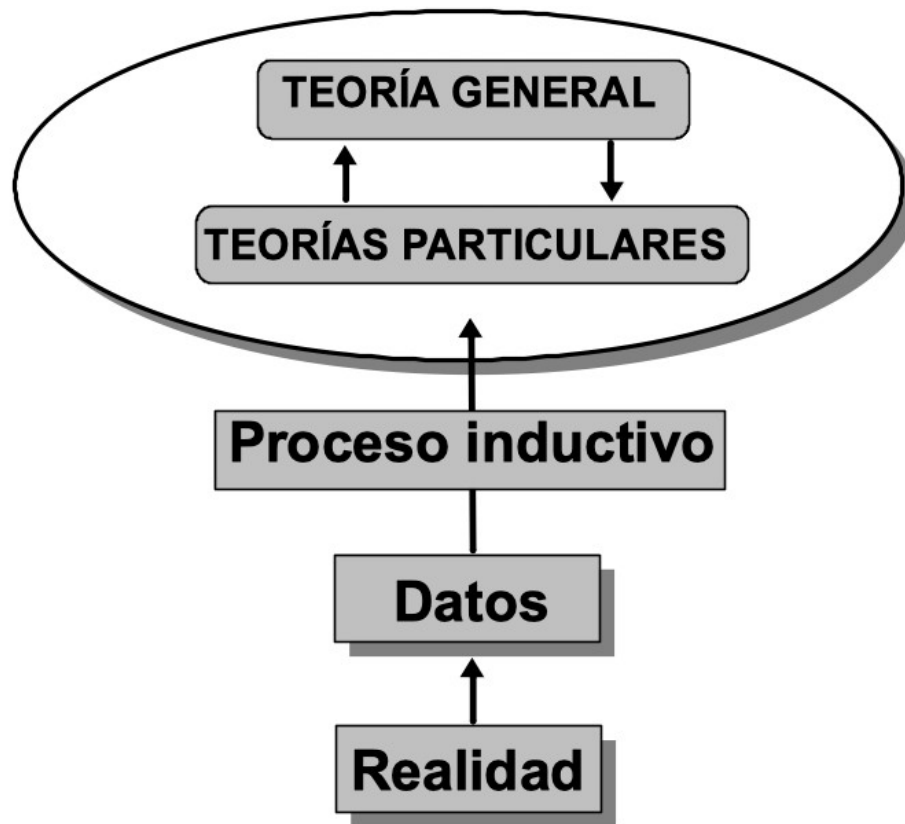 TEORÍA GENERAL
TEORÍAS PARTICULARES
Proceso inductivo
Datos
Realidad